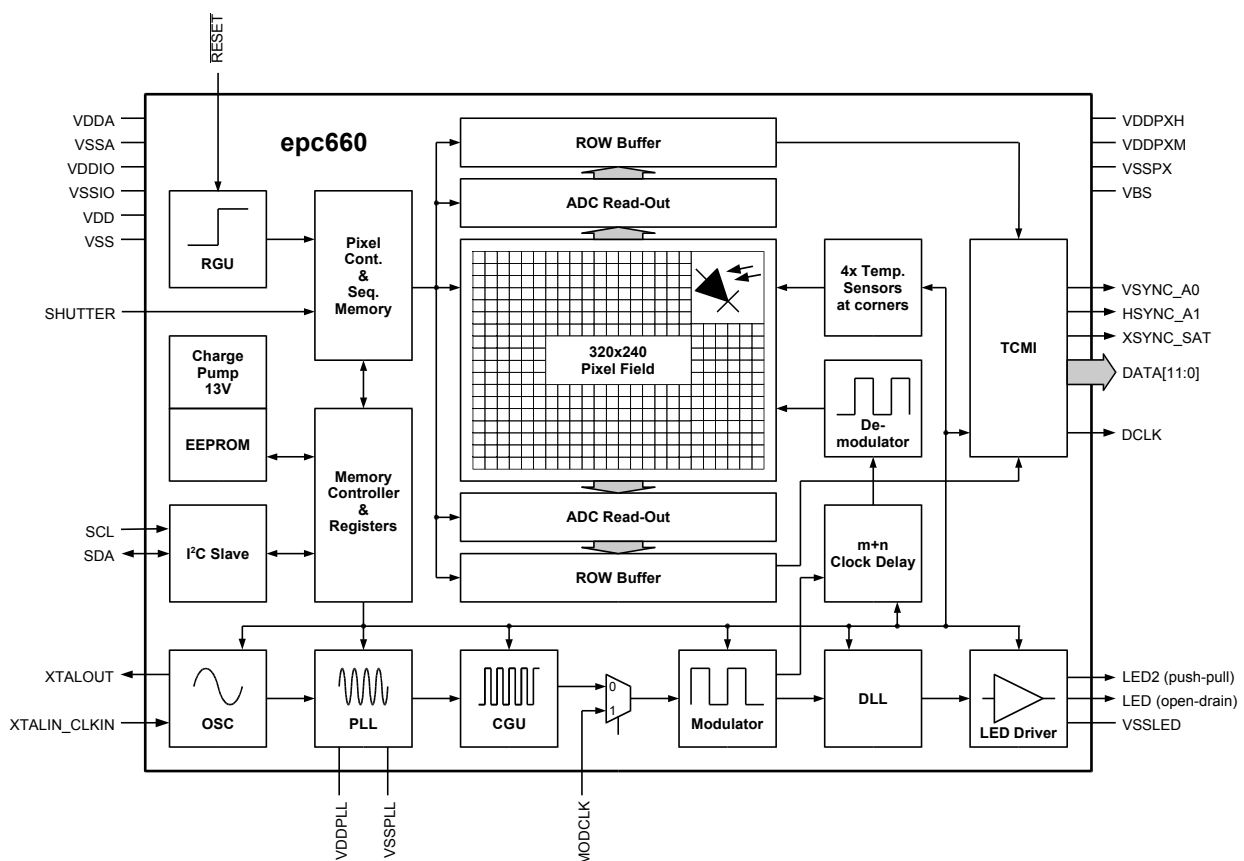 RESET
VDDA
VSSA
VDDIO
VSSIO
VDD
VSS
SHUTTER
SCL
SDA
XTALOUT
XTALIN_CLKIN
epc660
RGU
Pixel
Cont.
&
Seq.
Memory
Charge
Pump
13V
EEPROM
I²C Slave
Memory
Controller
&
Registers
ROW Buffer
ADC Read-Out
320x240
Pixel Field
ADC Read-Out
ROW Buffer
4x Temp.
Sensors
at corners
De-
modulator
m+n
Clock Delay
TCMI
OSC
PLL
CGU
0
1
Modulator
DLL
LED Driver
VDDPXH
VDDPXM
VSSPX
VBS
VSYNC_A0
HSYNC_A1
XSYNC_SAT
DATA[11:0]
DCLK
LED2 (push-pull)
LED (open-drain)
VSSLED
VDDPLL
VSSPLL
MODCLK